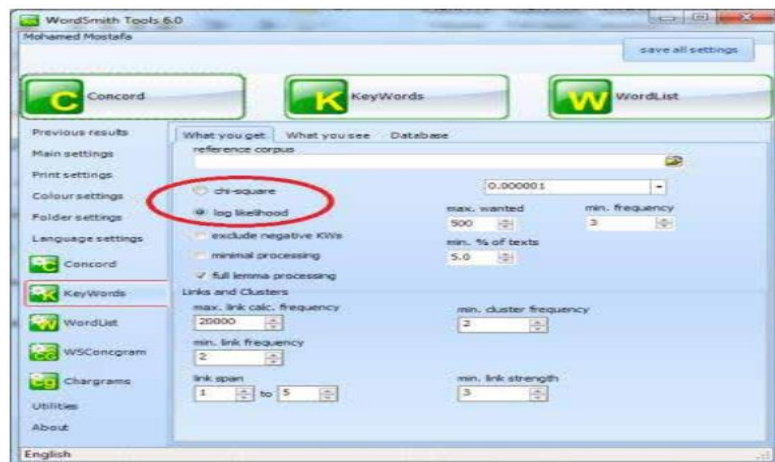 WordSmith Tools 6.0
Mohamed Mostafa
save all settings
C Concord
K KeyWords
W WordList
Previous results
Main settings
Print settings
Colour settings
Folder settings
Language settings
Concord
KeyWords
WordList
WSConcgram
Chargrams
Utilities
About
What you get What you see Database
reference corpus
chi-square
0.000001
log likelihood
max. wanted min. frequency
500 3
exclude negative KWs
min. % of texts
minimal processing
5.0
full lemma processing
Links and Clusters
max. link calc. frequency min. cluster frequency
20000 2
min. link frequency
2
link span min. link strength
1 to 5 3
English